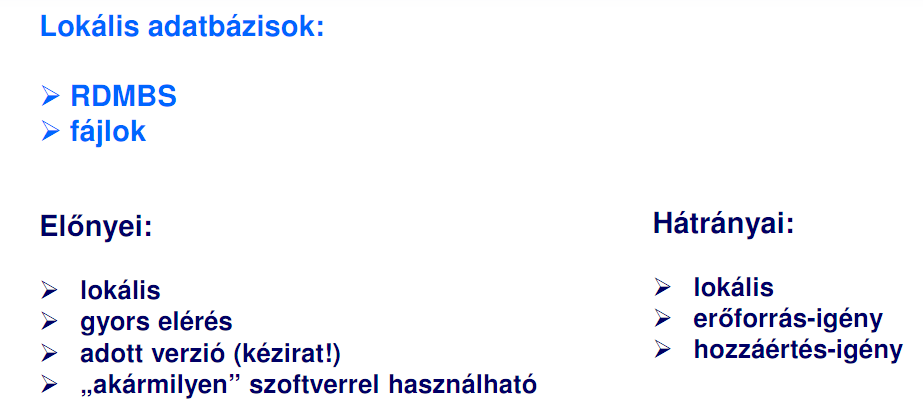 Lokális adatbázisok:
➢ RDMBS
➢ fájlok
Előnyei:
➢ lokális
➢ gyors elérés
➢ adott verzió (kézirat!)
➢ „akármilyen” szoftverrel használható
Hátrányai:
➢ lokális
➢ erőforrás-igény
➢ hozzáértés-igény